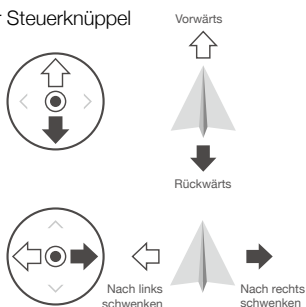 r Steuerknüppel
Vorwärts
Rückwärts
Nach links
schwenken
Nach rechts
schwenken